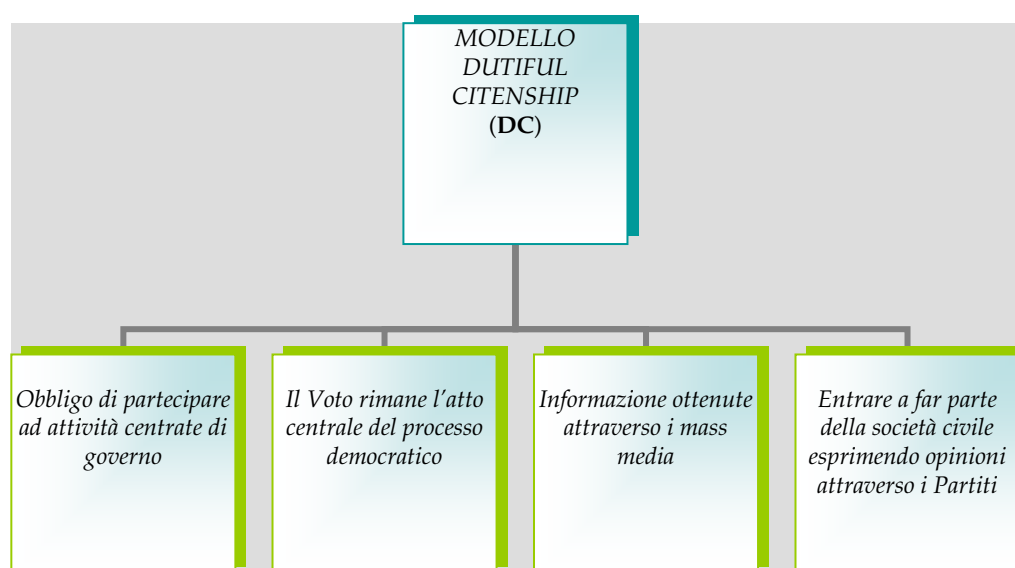 MODELLO
DUTIFUL
CITENSHIP
(DC)
Obbligo di partecipare
ad attività centrate di
governo
Il Voto rimane l'atto
centrale del processo
democratico
Informazione ottenute
attraverso i mass
media
Entrare a far parte
della società civile
esprimendo opinioni
attraverso i Partiti